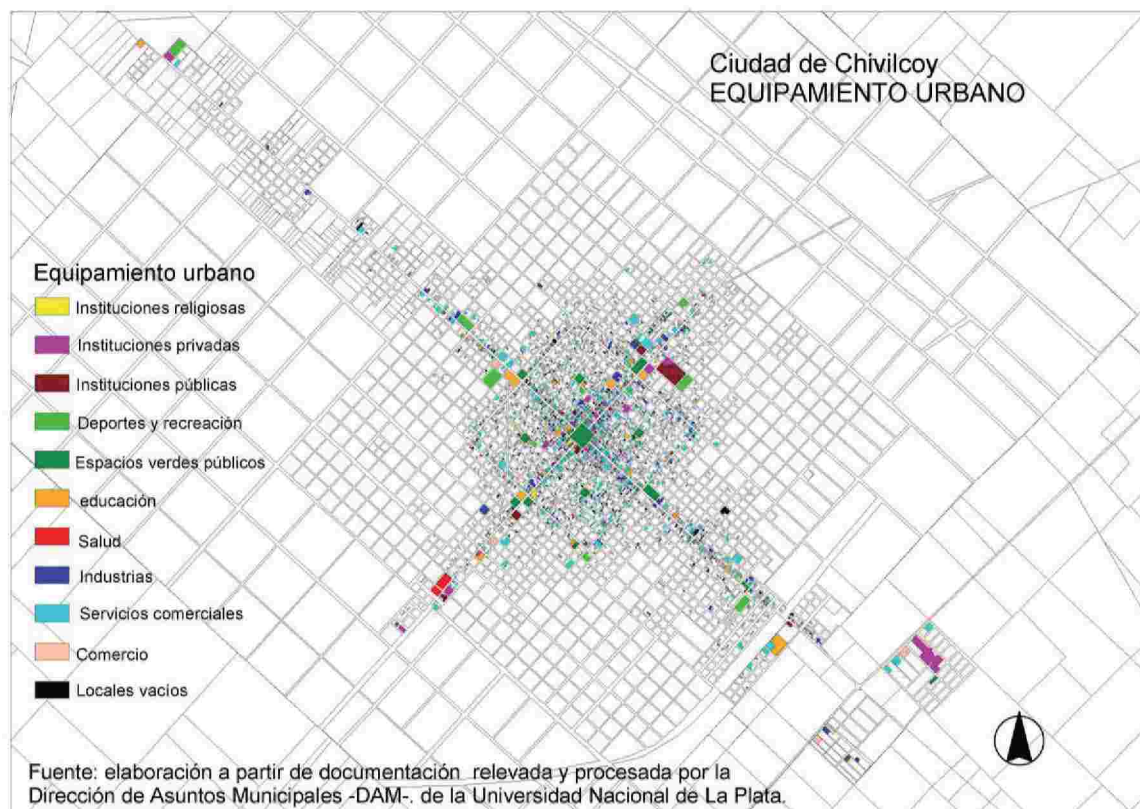 Ciudad de Chivilcoy
EQUIPAMIENTO URBANO
Equipamiento urbano
Instituciones religiosas
Instituciones privadas
Instituciones públicas
Deportes y recreación
Espacios verdes públicos
educación
Salud
Industrias
Servicios comerciales
Comercio
Locales vacios
Fuente: elaboración a partir de documentación relevada y procesada por la
Dirección de Asuntos Municipales -DAM-. de la Universidad Nacional de La Plata.